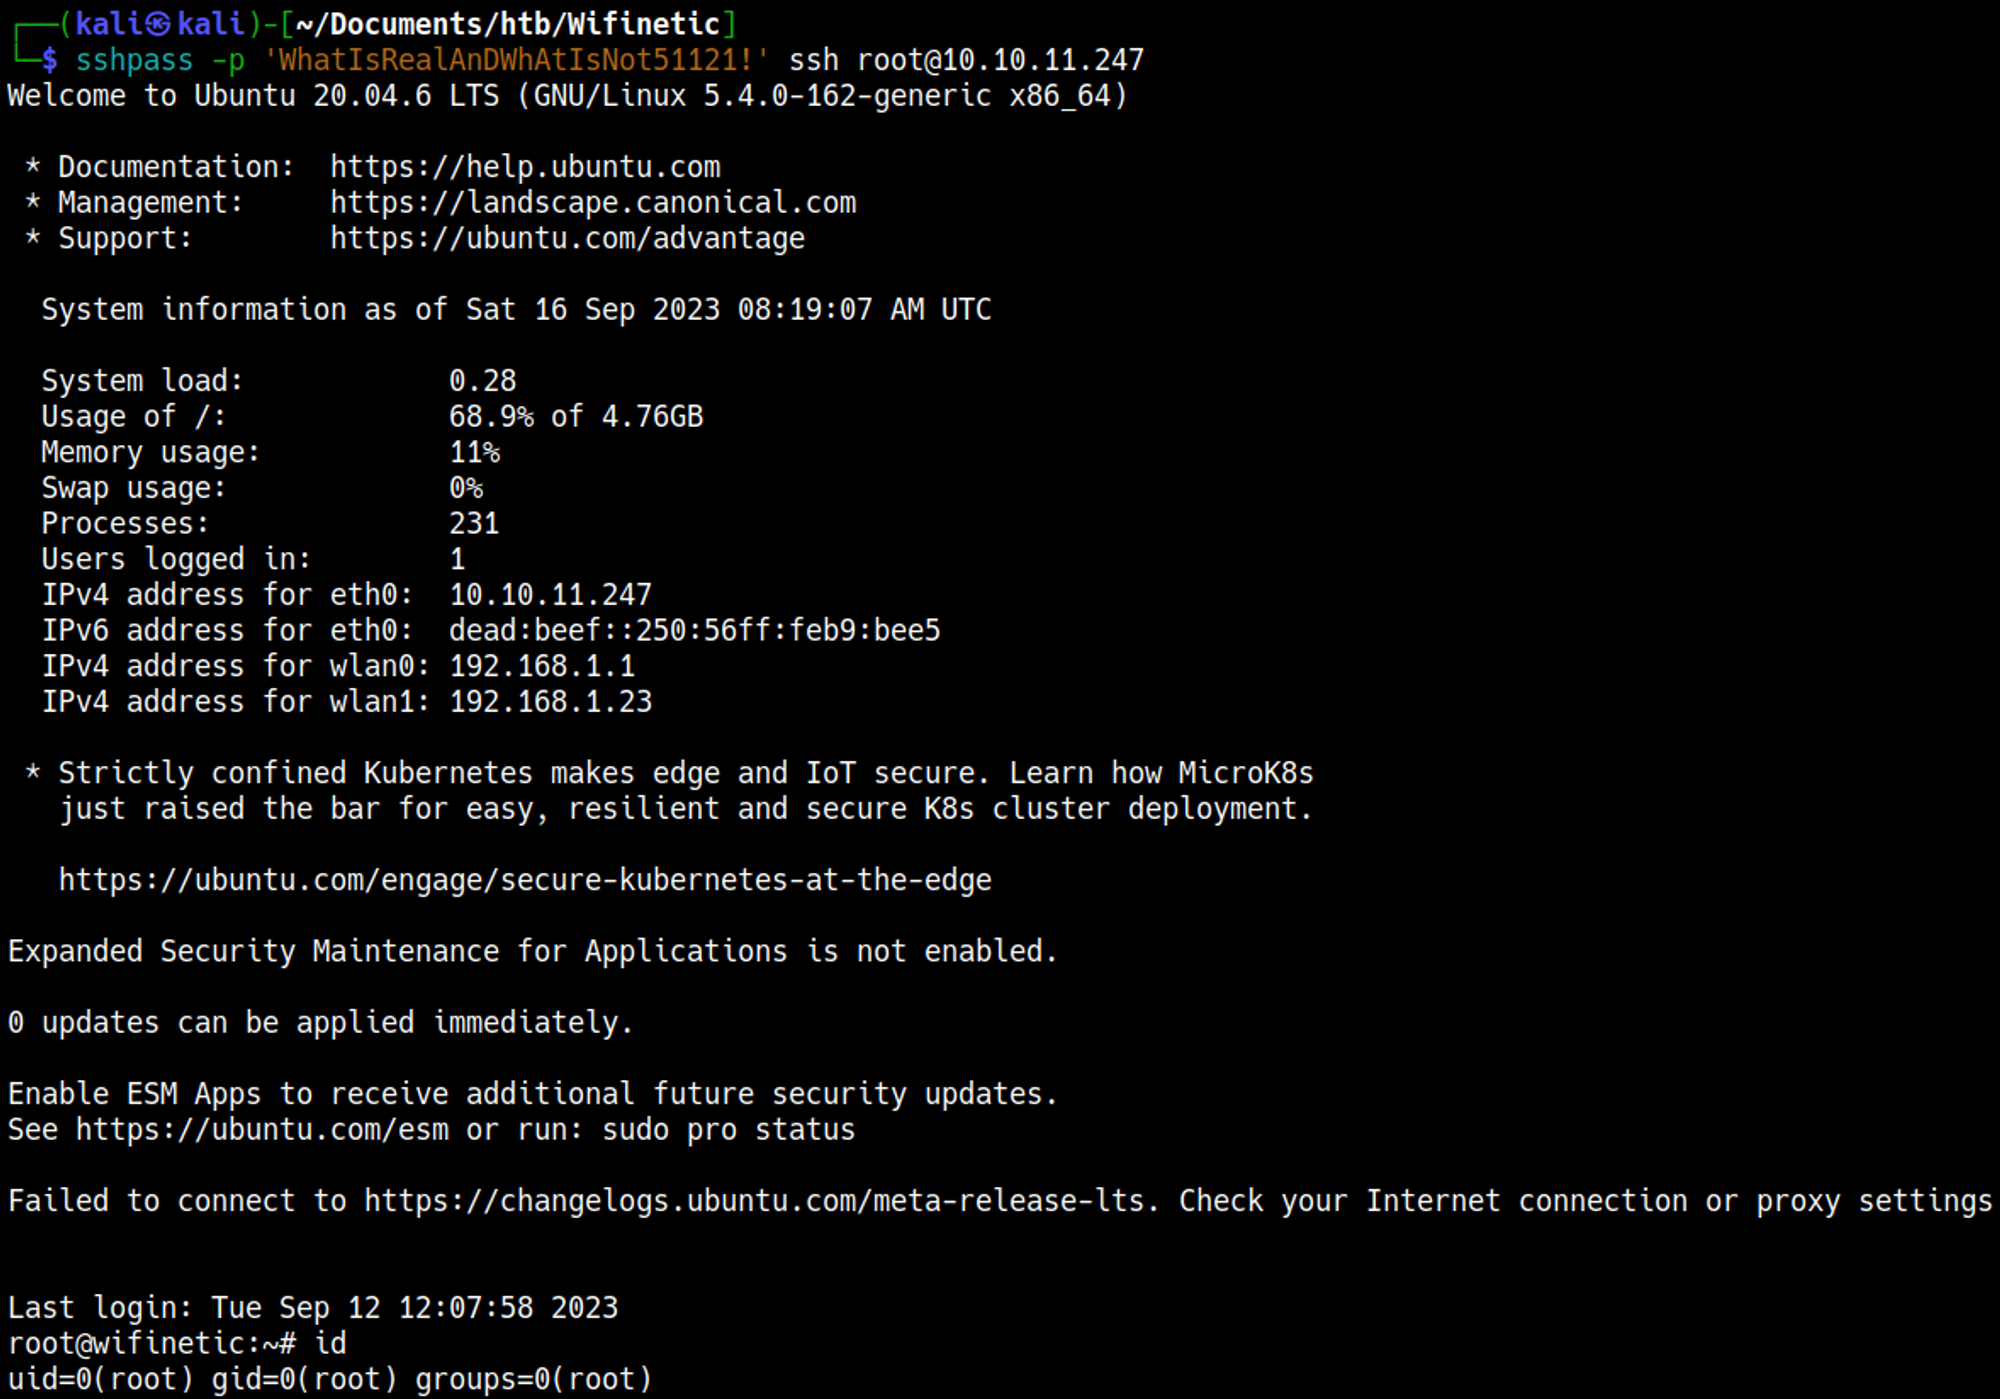 ┌──(kali㉿kali)-[~/Documents/htb/Wifinetic]
└─$ sshpass -p 'WhatIsRealAnDWhAtIsNot51121!' ssh root@10.10.11.247
Welcome to Ubuntu 20.04.6 LTS (GNU/Linux 5.4.0-162-generic x86_64)
* Documentation: https://help.ubuntu.com
* Management: https://landscape.canonical.com
* Support: https://ubuntu.com/advantage
System information as of Sat 16 Sep 2023 08:19:07 AM UTC
System load: 0.28
Usage of /: 68.9% of 4.76GB
Memory usage: 11%
Swap usage: 0%
Processes: 231
Users logged in: 1
IPv4 address for eth0: 10.10.11.247
IPv6 address for eth0: dead:beef::250:56ff:feb9:bee5
IPv4 address for wlan0: 192.168.1.1
IPv4 address for wlan1: 192.168.1.23
* Strictly confined Kubernetes makes edge and IoT secure. Learn how MicroK8s
just raised the bar for easy, resilient and secure K8s cluster deployment.
https://ubuntu.com/engage/secure-kubernetes-at-the-edge
Expanded Security Maintenance for Applications is not enabled.
0 updates can be applied immediately.
Enable ESM Apps to receive additional future security updates.
See https://ubuntu.com/esm or run: sudo pro status
Failed to connect to https://changelogs.ubuntu.com/meta-release-lts. Check your Internet connection or proxy settings
Last login: Tue Sep 12 12:07:58 2023
root@wifinetic:~# id
uid=0(root) gid=0(root) groups=0(root)